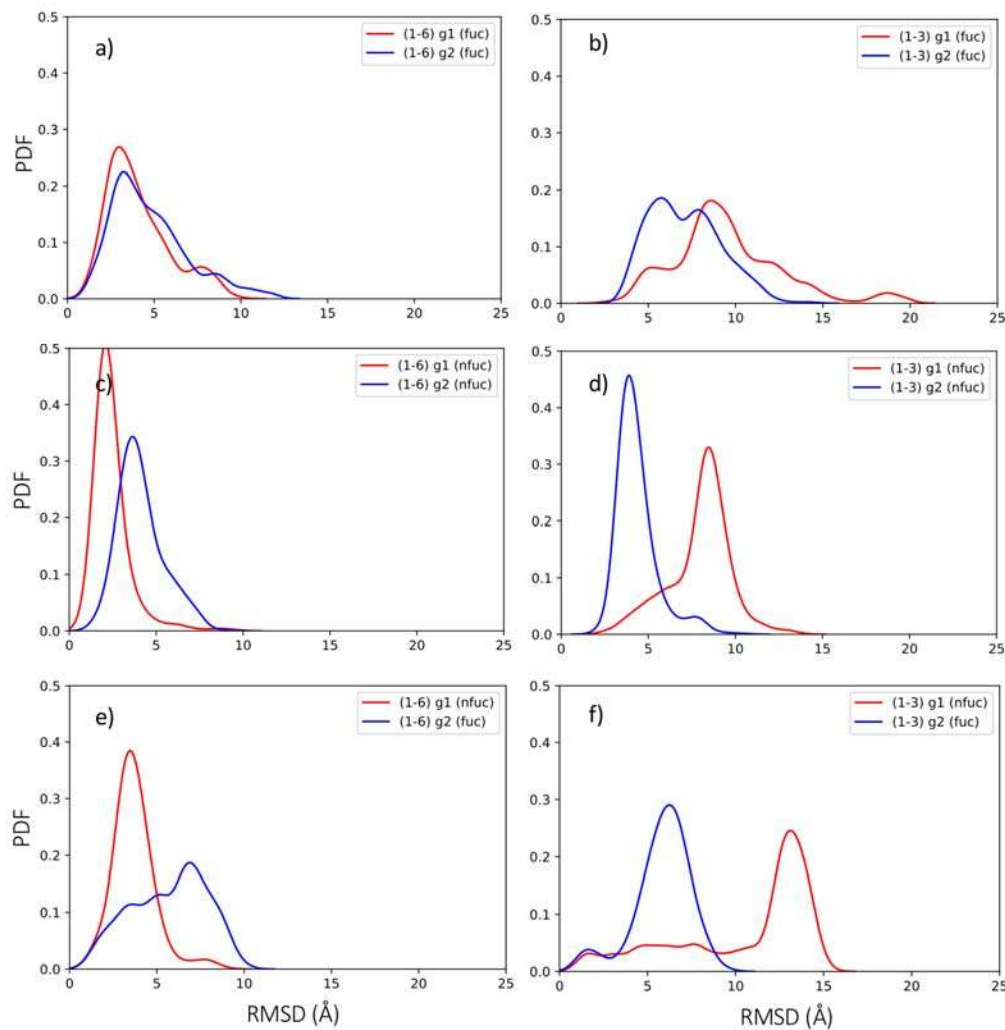 a)
(1-6) g1 (fuc)
(1-6) g2 (fuc)
PDF
0.5
0.4
0.3
0.2
0.1
0.0
0 5 10 15 20 25
b)
(1-3) g1 (fuc)
(1-3) g2 (fuc)
0.5
0.4
0.3
0.2
0.1
0.0
0 5 10 15 20 25
c)
(1-6) g1 (nfuc)
(1-6) g2 (nfuc)
PDF
0.5
0.4
0.3
0.2
0.1
0.0
0 5 10 15 20 25
d)
(1-3) g1 (nfuc)
(1-3) g2 (nfuc)
0.5
0.4
0.3
0.2
0.1
0.0
0 5 10 15 20 25
e)
(1-6) g1 (nfuc)
(1-6) g2 (fuc)
PDF
0.5
0.4
0.3
0.2
0.1
0.0
0 5 10 15 20 25
RMSD (Å)
f)
(1-3) g1 (nfuc)
(1-3) g2 (fuc)
0.5
0.4
0.3
0.2
0.1
0.0
0 5 10 15 20 25
RMSD (Å)